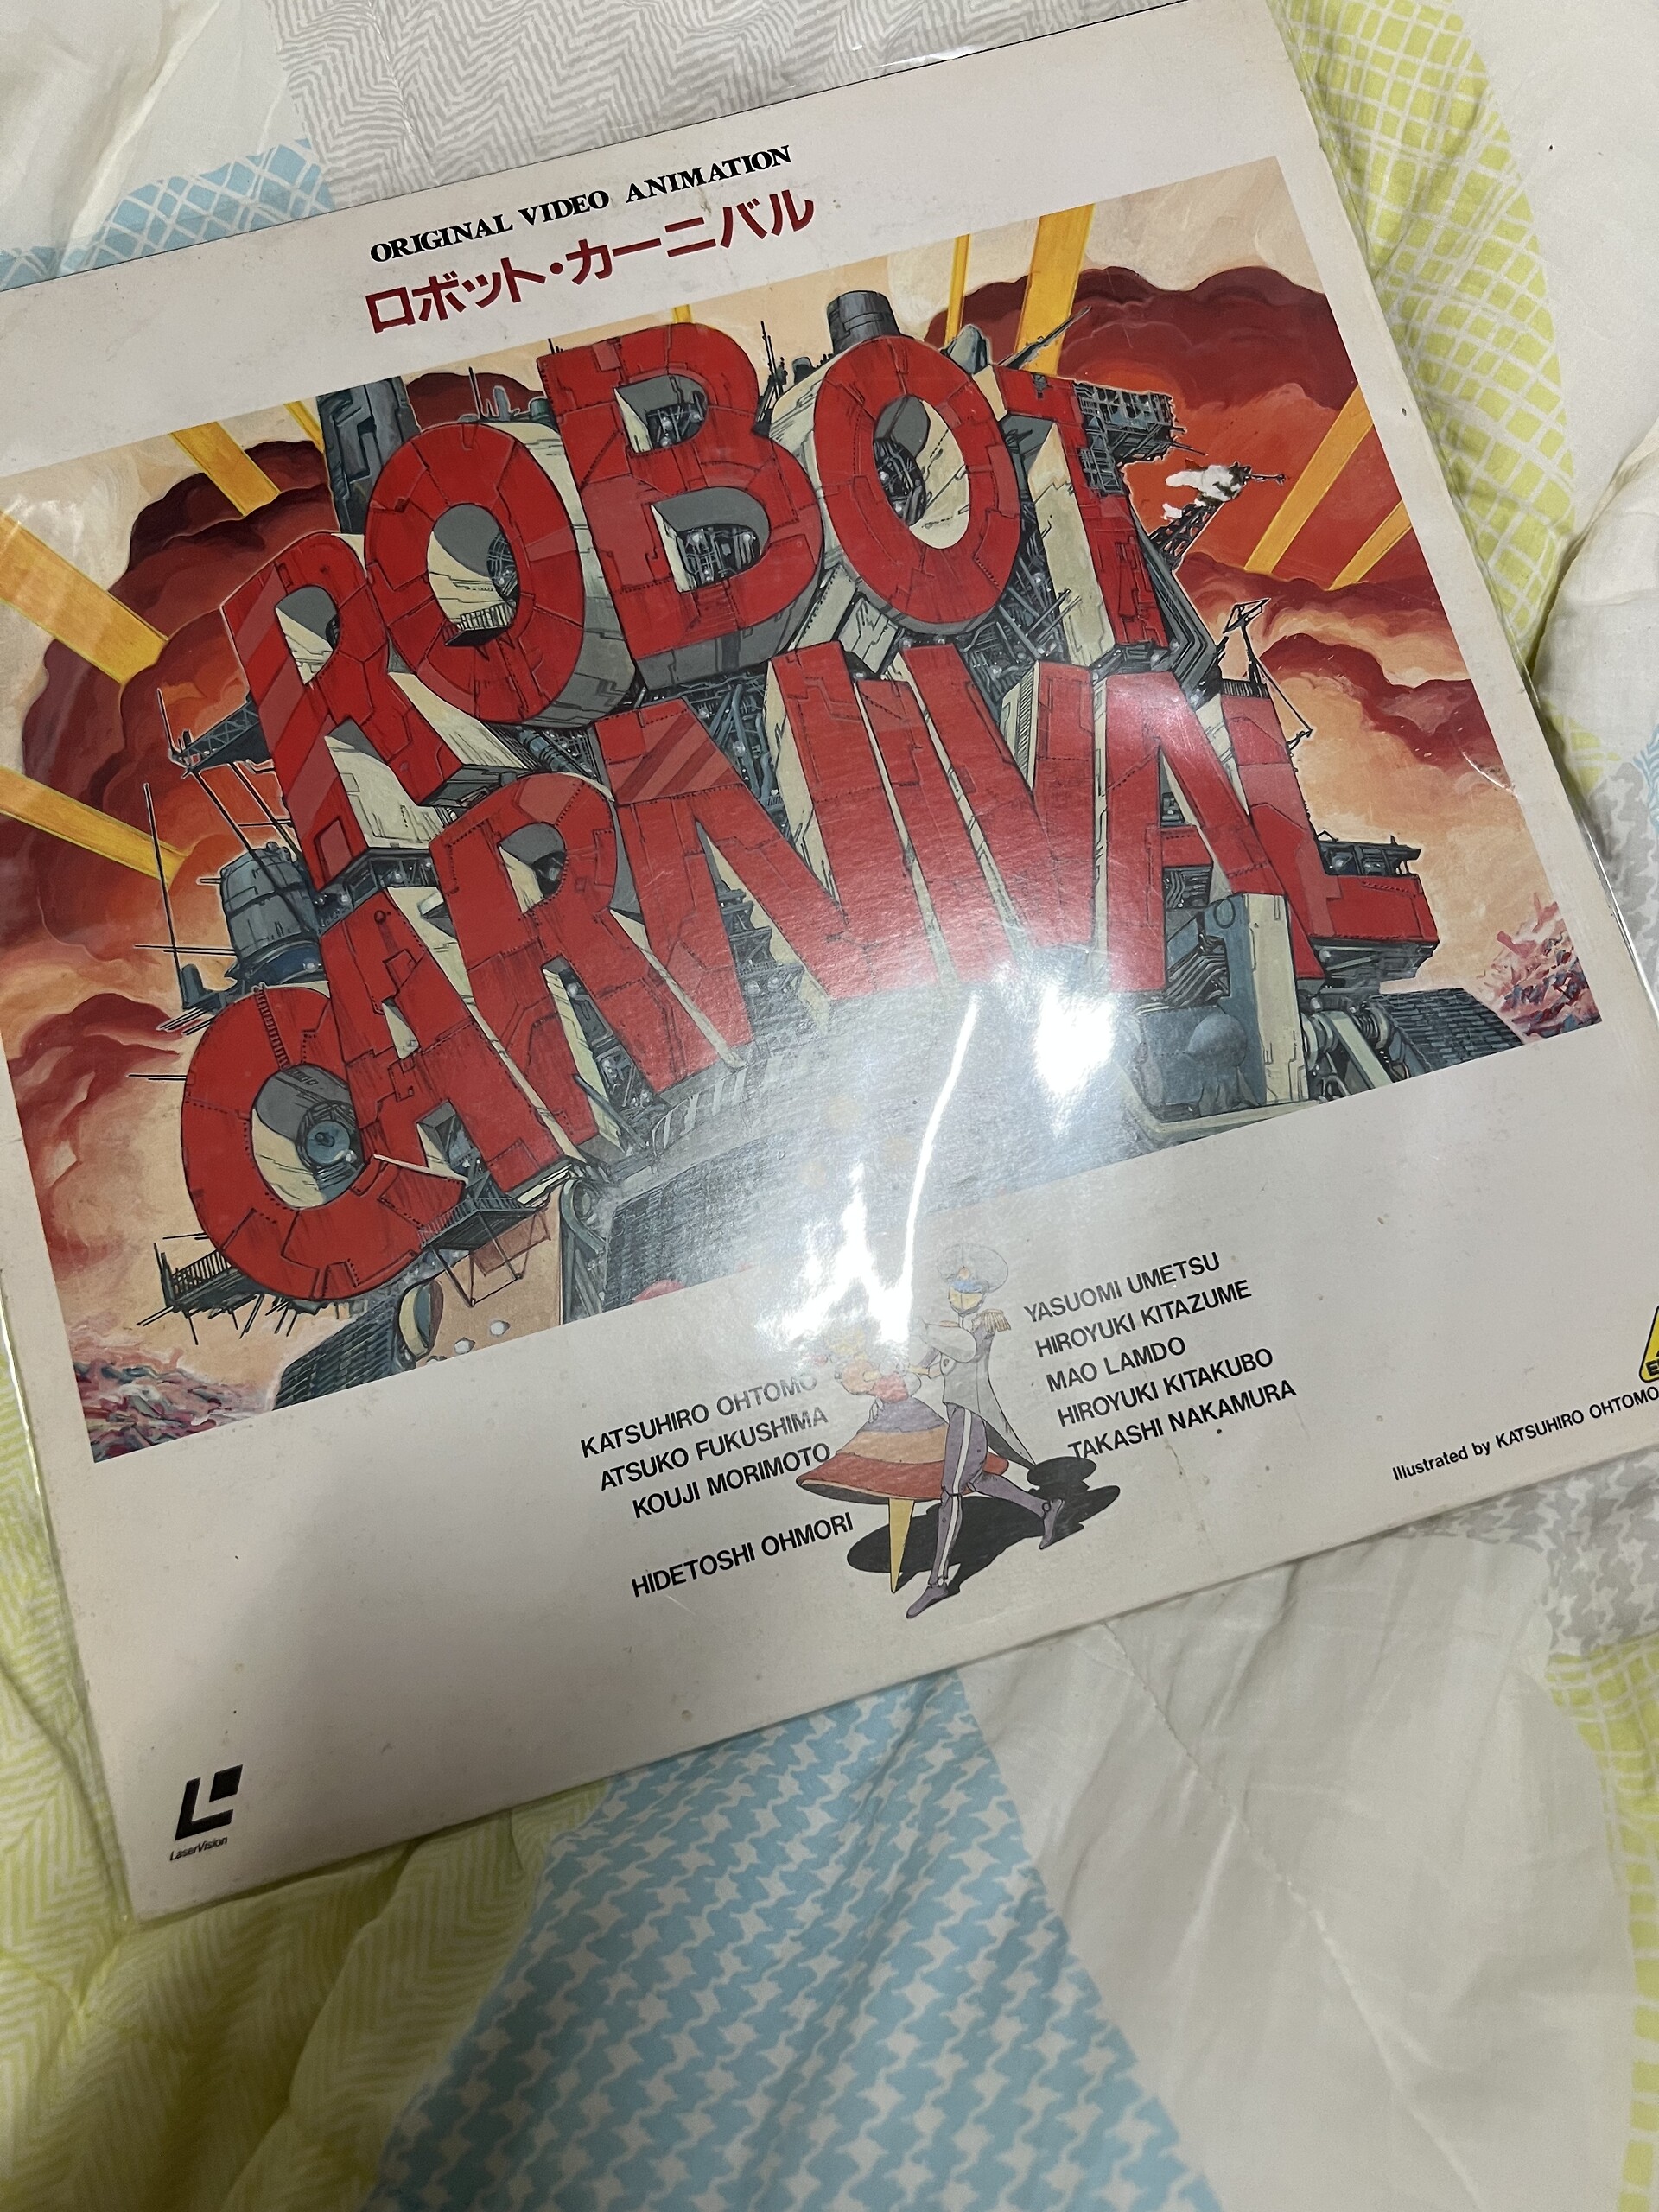 ORIGINAL VIDEO ANIMATION
ロボット・カーニバル
ROBOT
CARNIVAL
KATSUHIRO OHTOMO
ATSUKO FUKUSHIMA
KOUJI MORIMOTO
HIDETOSHI OHMORI
YASUOMI UMETSU
HIROYUKI KITAZUME
MAO LAMDO
HIROYUKI KITAKUBO
TAKASHI NAKAMURA
Illustrated by KATSUHIRO OHTOMO
LaserVision